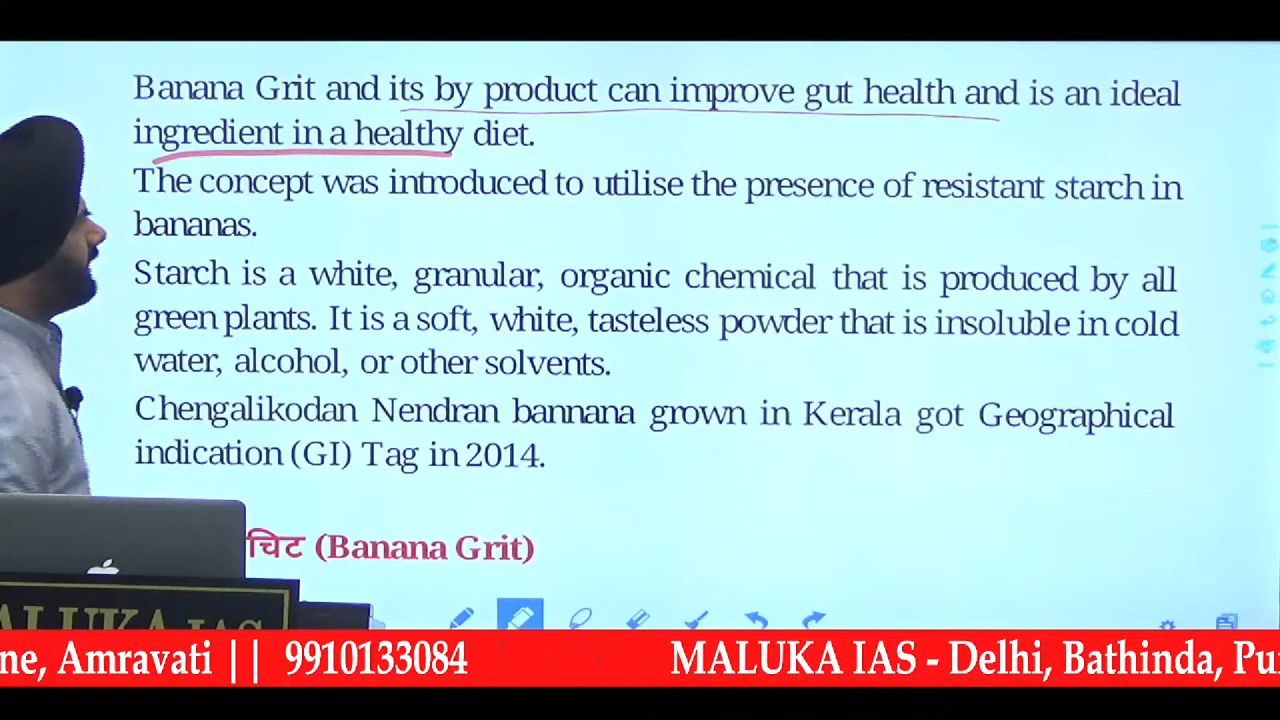 Banana Grit and its by product can improve gut health and is an ideal
ingredient in a healthy diet.
The concept was introduced to utilise the presence of resistant starch in
bananas.
Starch is a white, granular, organic chemical that is produced by all
green plants. It is a soft, white, tasteless powder that is insoluble in cold
water, alcohol, or other solvents.
Chengalikodan Nendran bannana grown in Kerala got Geographical
indication (GI) Tag in 2014.
चिट (Banana Grit)
ALUKA IAS
ne, Amravati || 9910133084 MALUKA IAS - Delhi, Bathinda, Pu